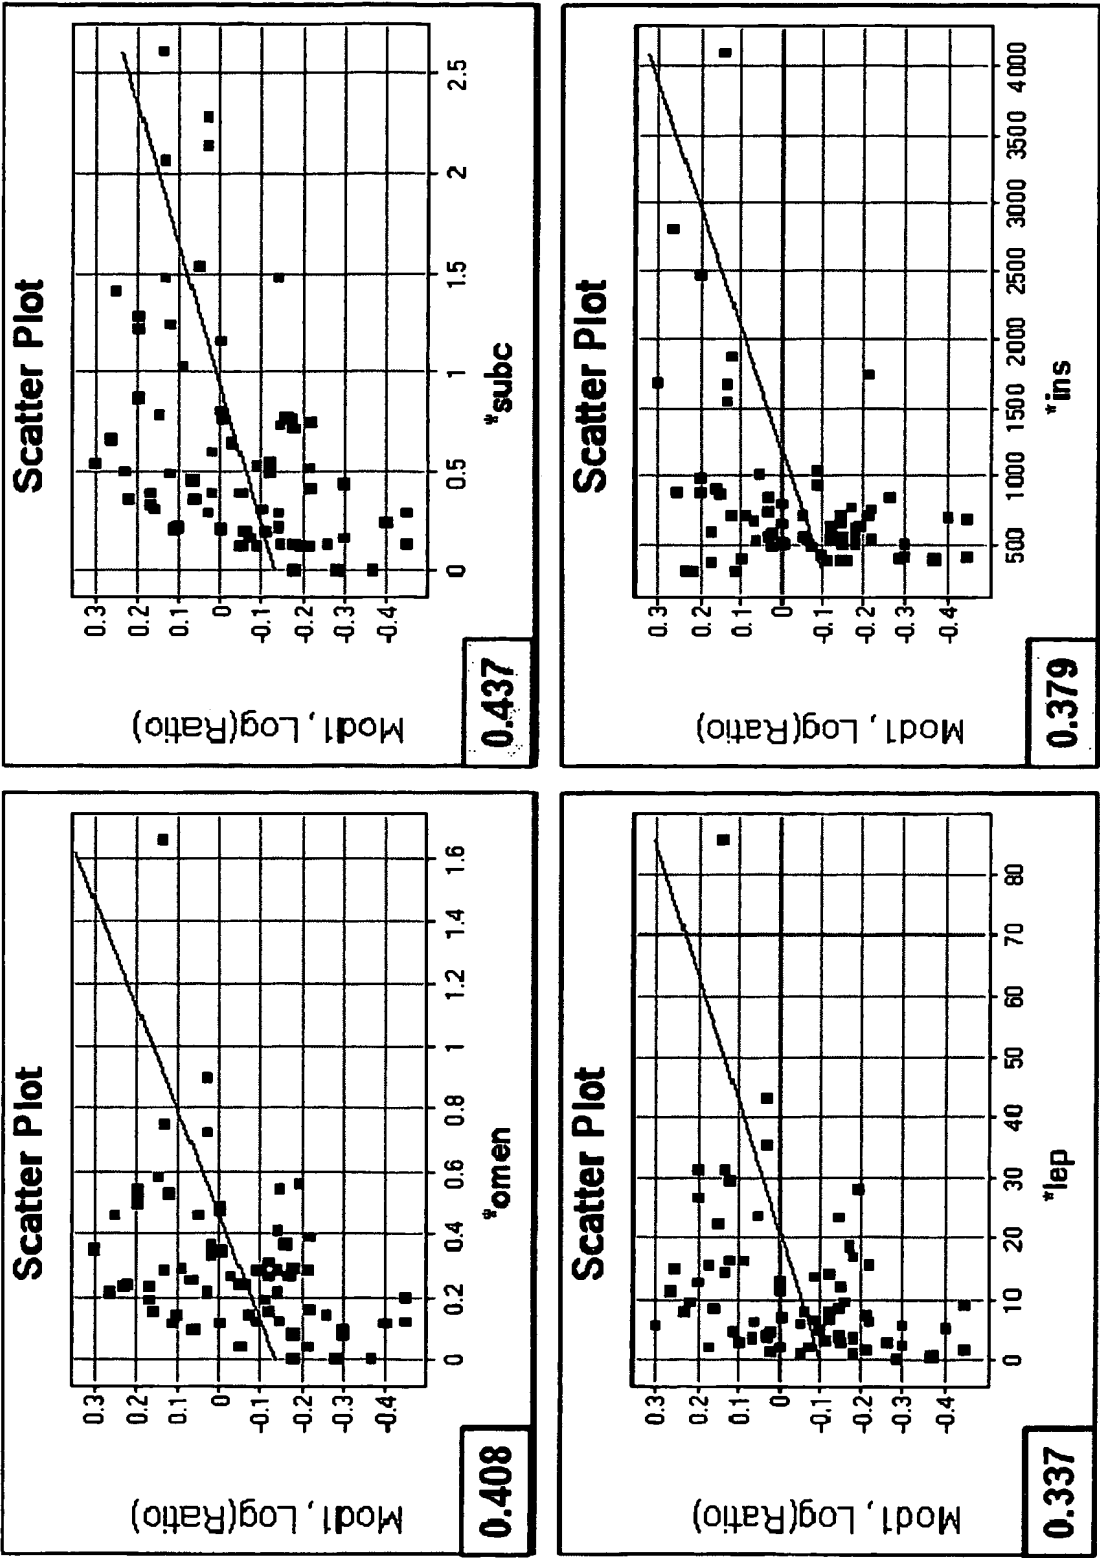 Scatter Plot
Mod1, Log(Ratio)
0.3
0.2
0.1
0
-0.1
-0.2
-0.3
-0.4
0 0.2 0.4 0.6 0.8 1 1.2 1.4 1.6
*omen
0.408
Scatter Plot
Mod1, Log(Ratio)
0.3
0.2
0.1
0
-0.1
-0.2
-0.3
-0.4
0 0.5 1 1.5 2 2.5
*subc
0.437
Scatter Plot
Mod1, Log(Ratio)
0.3
0.2
0.1
0
-0.1
-0.2
-0.3
-0.4
0 10 20 30 40 50 60 70 80
*lep
0.337
Scatter Plot
Mod1, Log(Ratio)
0.3
0.2
0.1
0
-0.1
-0.2
-0.3
-0.4
500 1000 1500 2000 2500 3000 3500 4000
*ins
0.379